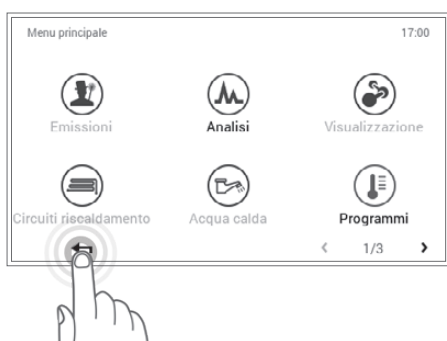 Menu principale 17:00
Emissioni Analisi Visualizzazione
Circuiti riscaldamento Acqua calda Programmi
< 1/3 >